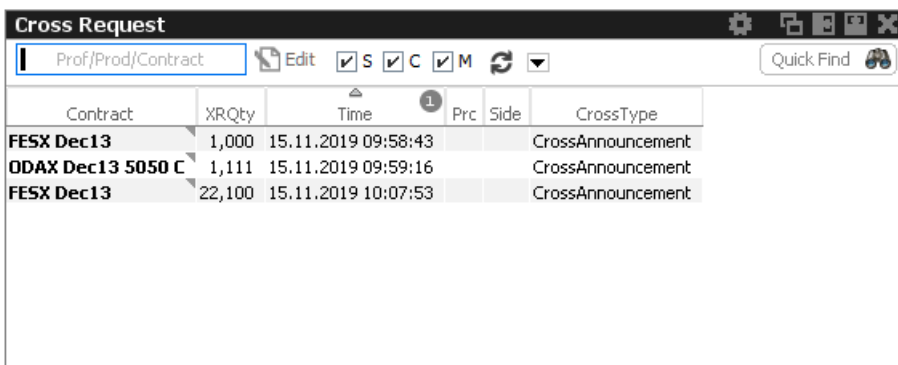 Cross Request
Prof/Prod/Contract Edit S C M Quick Find
Contract XRQty Time 1 Prc Side CrossType
FESX Dec13 1,000 15.11.2019 09:58:43 CrossAnnouncement
ODAX Dec13 5050 C 1,111 15.11.2019 09:59:16 CrossAnnouncement
FESX Dec13 22,100 15.11.2019 10:07:53 CrossAnnouncement